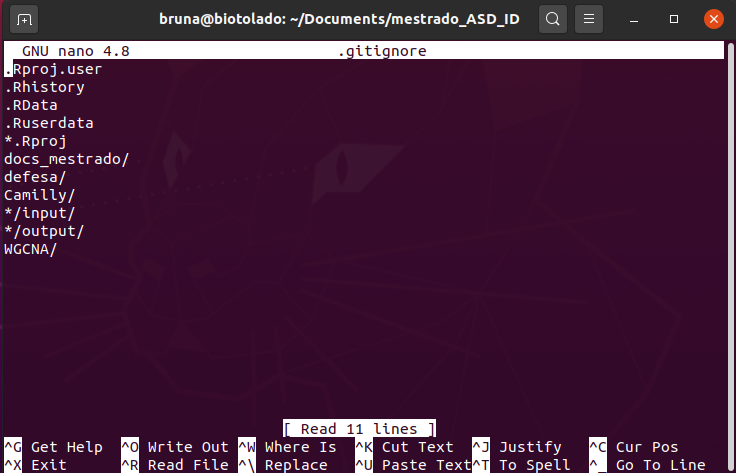 bruna@biotolado: ~/Documents/mestrado_ASD_ID
GNU nano 4.8 .gitignore
.Rproj.user
.Rhistory
.RData
.Ruserdata
*.Rproj
docs_mestrado/
defesa/
Camilly/
*/input/
*/output/
WGCNA/
[ Read 11 lines ]
^G Get Help ^O Write Out ^W Where Is ^K Cut Text ^J Justify ^C Cur Pos
^X Exit ^R Read File ^\ Replace ^U Paste Text ^T To Spell ^_ Go To Line